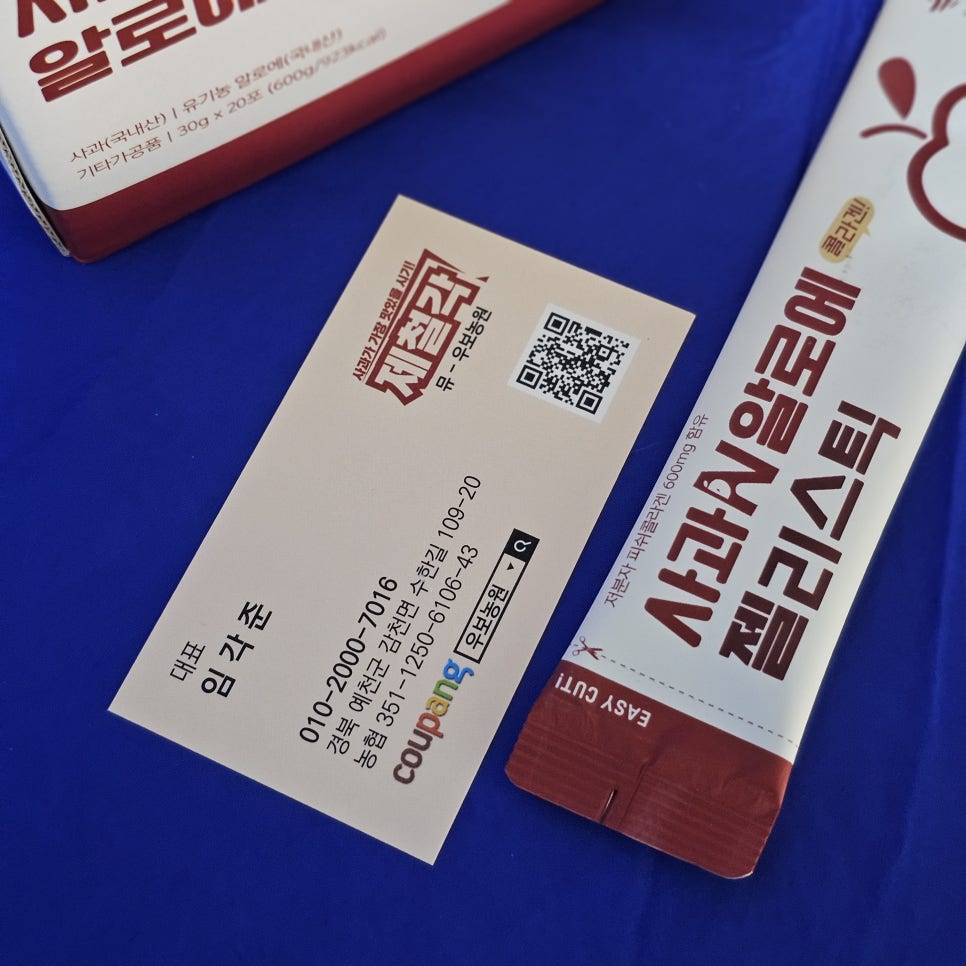 알로에
사과(국내산) | 유기농 알로에(국내산)
기타가공품 | 30g x 20포 (600g/923kcal)
사과가 가장 맛있을 시기!
제철각
뮤 - 우보농원
대표
임 각 준
010-2000-7016
경북 예천군 감천면 수한길 109-20
농협 351-1250-6106-43
coupang 우보농원
콜라겐!
사과N알로에
젤리스틱
저분자 피쉬콜라겐 600mg 함유
EASY CUT!